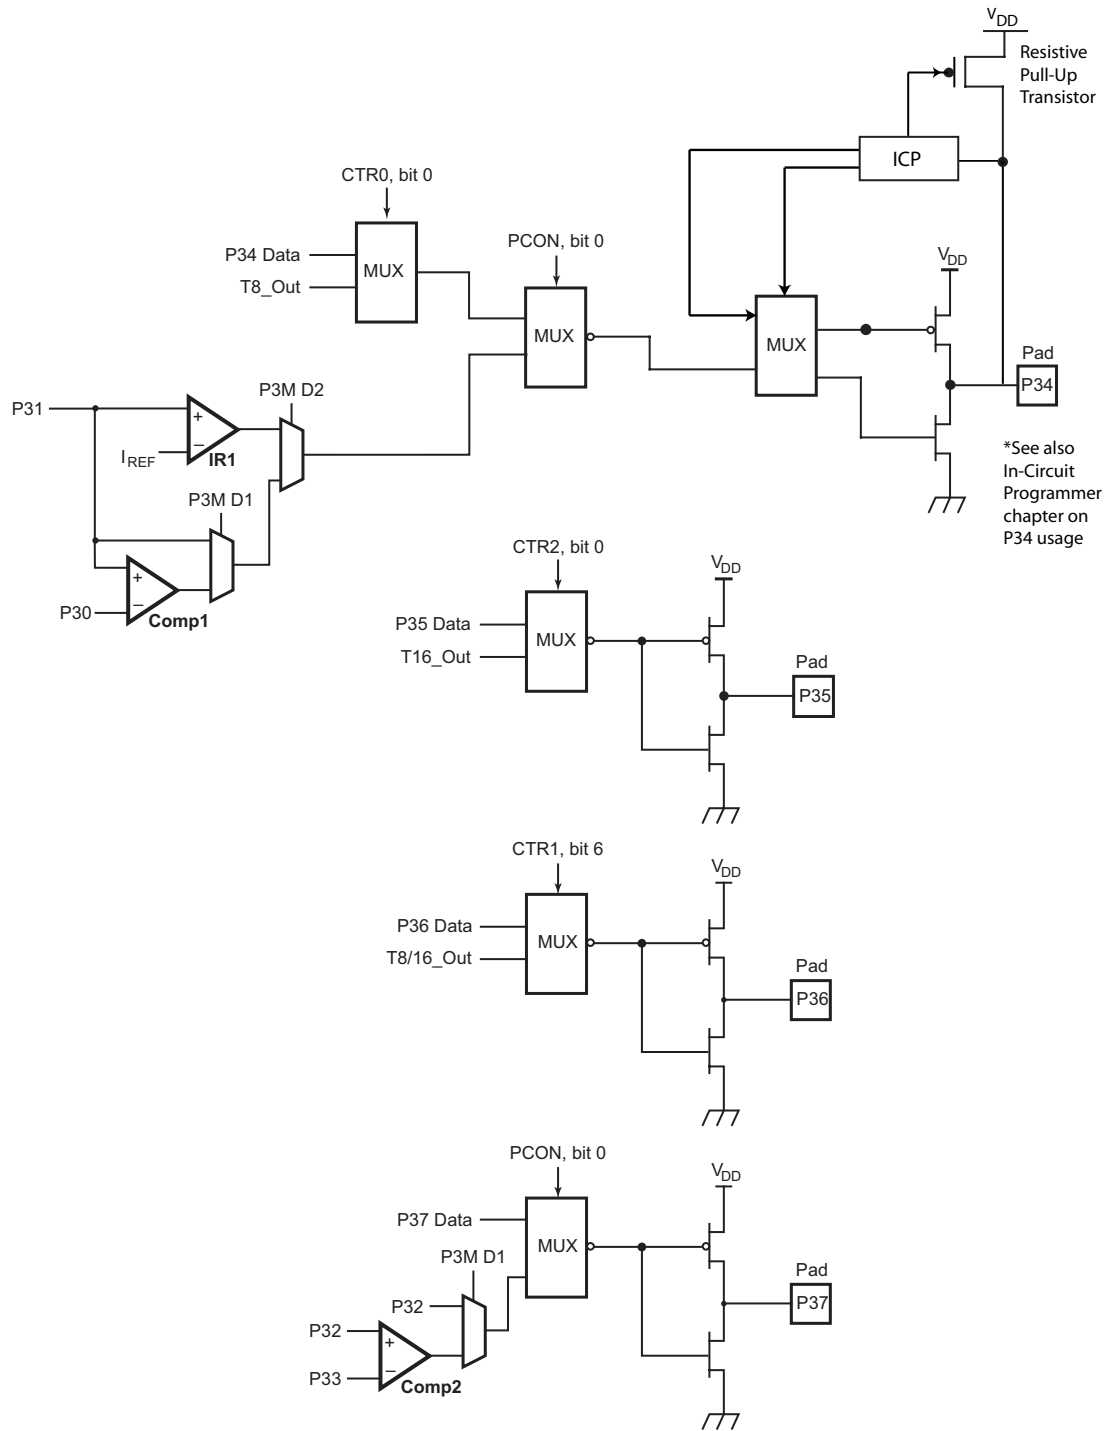 VDD
Resistive
Pull-Up
Transistor
ICP
CTR0, bit 0
P34 Data
T8_Out
MUX
PCON, bit 0
MUX
VDD
MUX
Pad
P34
P31
P3M D2
+
–
IREF
IR1
*See also
In-Circuit
Programmer
chapter on
P34 usage
P3M D1
+
–
P30
Comp1
CTR2, bit 0
VDD
P35 Data
T16_Out
MUX
Pad
P35
CTR1, bit 6
VDD
P36 Data
T8/16_Out
MUX
Pad
P36
PCON, bit 0
VDD
P37 Data
MUX
P3M D1
Pad
P37
P32
P32
+
–
P33
Comp2